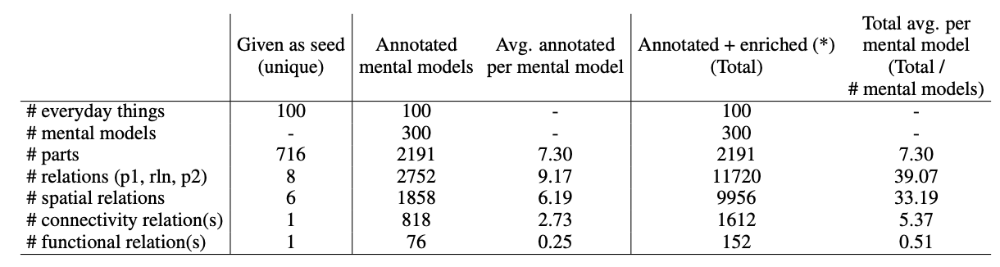 Given as seed (unique) | Annotated mental models | Avg. annotated per mental model | Annotated + enriched (*) (Total) | Total avg. per mental model (Total / # mental models)
# everyday things 100 100 - 100 -
# mental models - 300 - 300 -
# parts 716 2191 7.30 2191 7.30
# relations (p1, rln, p2) 8 2752 9.17 11720 39.07
# spatial relations 6 1858 6.19 9956 33.19
# connectivity relation(s) 1 818 2.73 1612 5.37
# functional relation(s) 1 76 0.25 152 0.51